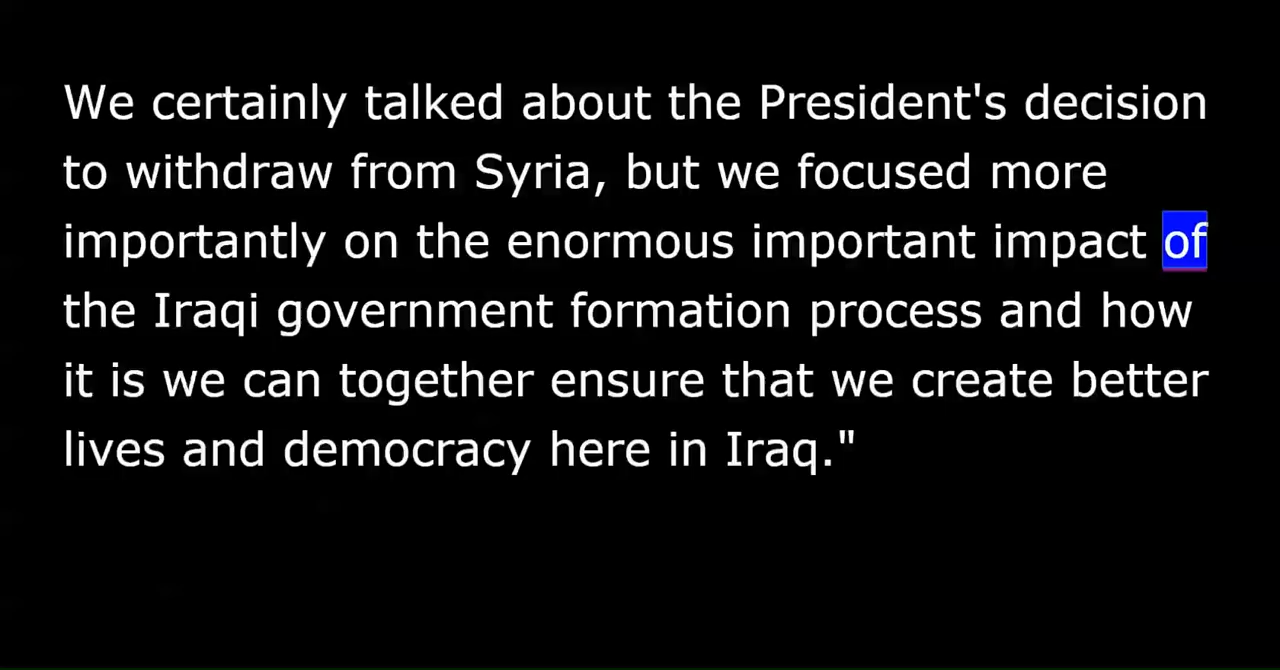 We certainly talked about the President's decision
to withdraw from Syria, but we focused more
importantly on the enormous important impact of
the Iraqi government formation process and how
it is we can together ensure that we create better
lives and democracy here in Iraq."